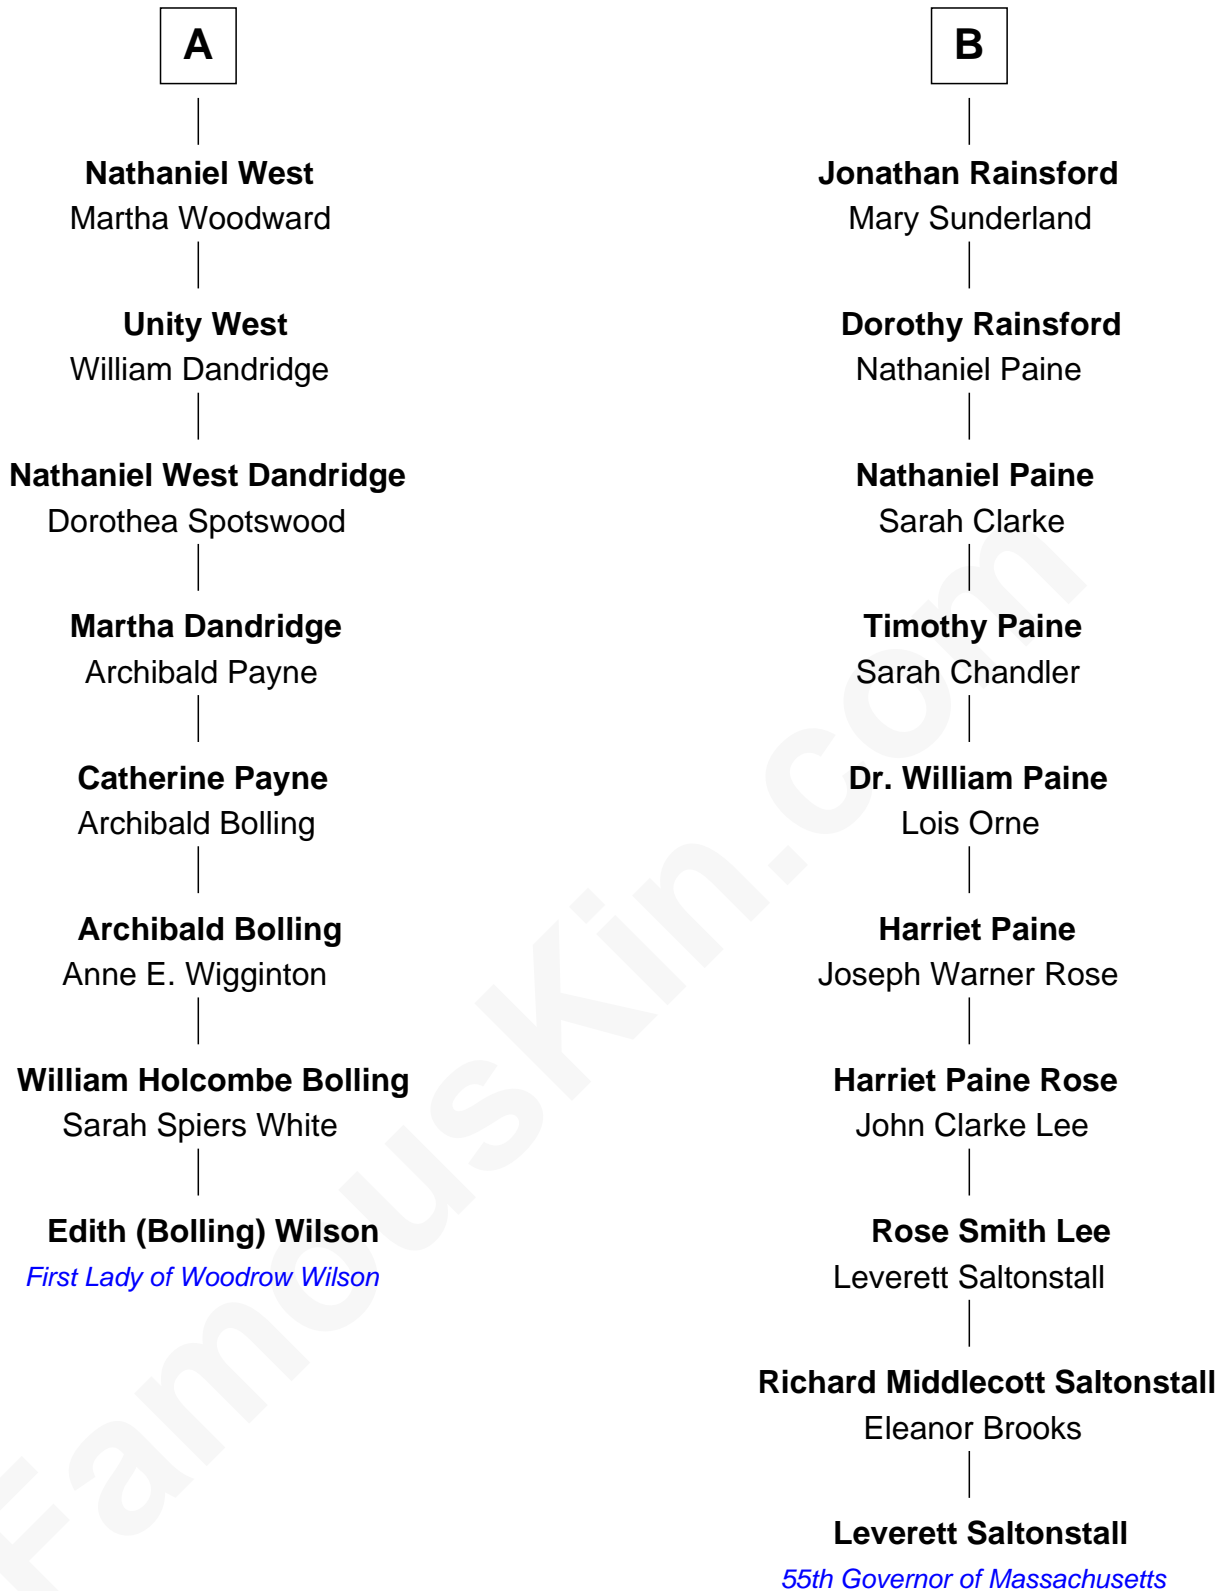 A
Nathaniel West
Martha Woodward
Unity West
William Dandridge
Nathaniel West Dandridge
Dorothea Spotswood
Martha Dandridge
Archibald Payne
Catherine Payne
Archibald Bolling
Archibald Bolling
Anne E. Wigginton
William Holcombe Bolling
Sarah Spiers White
Edith (Bolling) Wilson
First Lady of Woodrow Wilson
B
Jonathan Rainsford
Mary Sunderland
Dorothy Rainsford
Nathaniel Paine
Nathaniel Paine
Sarah Clarke
Timothy Paine
Sarah Chandler
Dr. William Paine
Lois Orne
Harriet Paine
Joseph Warner Rose
Harriet Paine Rose
John Clarke Lee
Rose Smith Lee
Leverett Saltonstall
Richard Middlecott Saltonstall
Eleanor Brooks
Leverett Saltonstall
55th Governor of Massachusetts
FamousKin.com